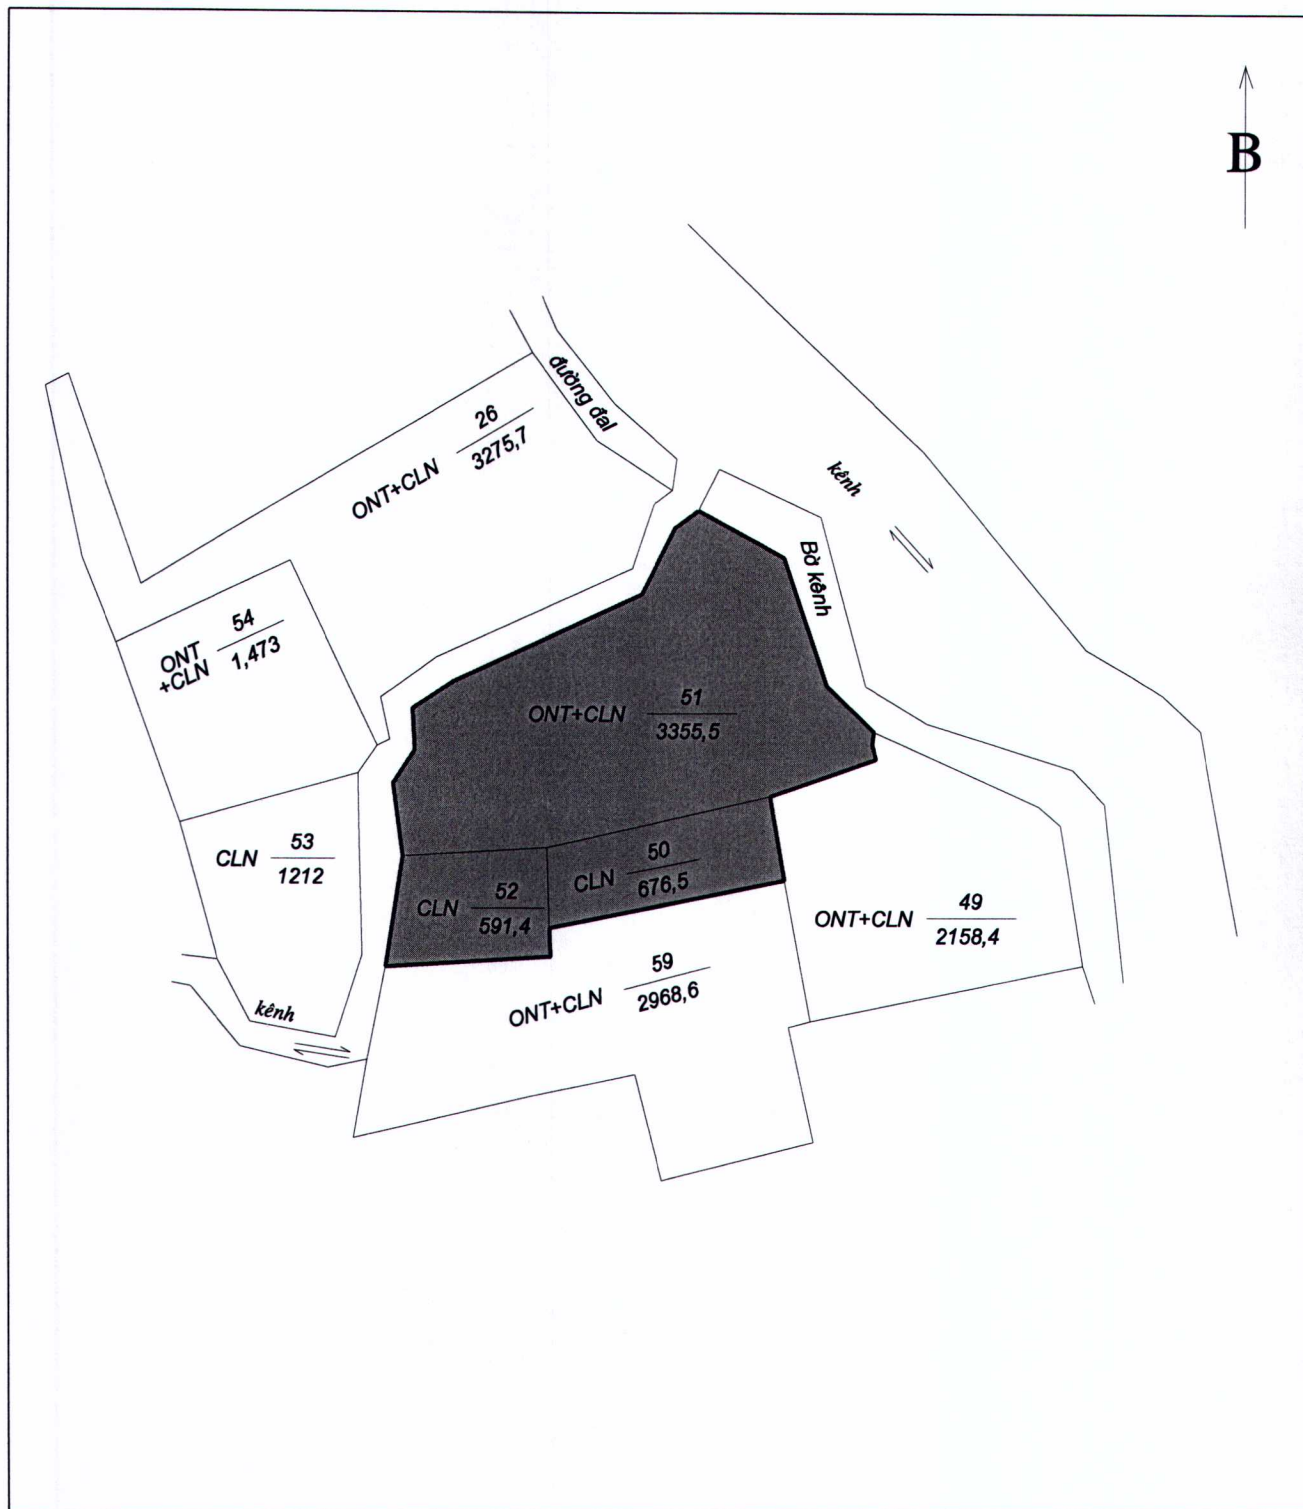 B
đường đal
26
ONT+CLN
3275,7
kênh
Bờ kênh
54
ONT
+CLN
1,473
51
ONT+CLN
3355,5
53
CLN
1212
50
CLN
676,5
52
CLN
591,4
49
ONT+CLN
2158,4
59
ONT+CLN
2968,6
kênh